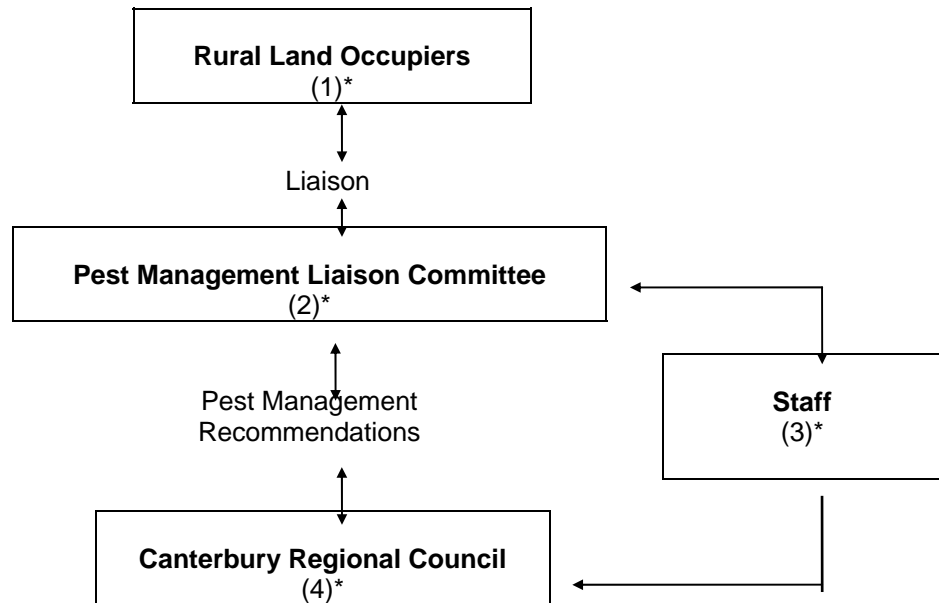 Rural Land Occupiers
(1)*
Liaison
Pest Management Liaison Committee
(2)*
Pest Management
Recommendations
Staff
(3)*
Canterbury Regional Council
(4)*